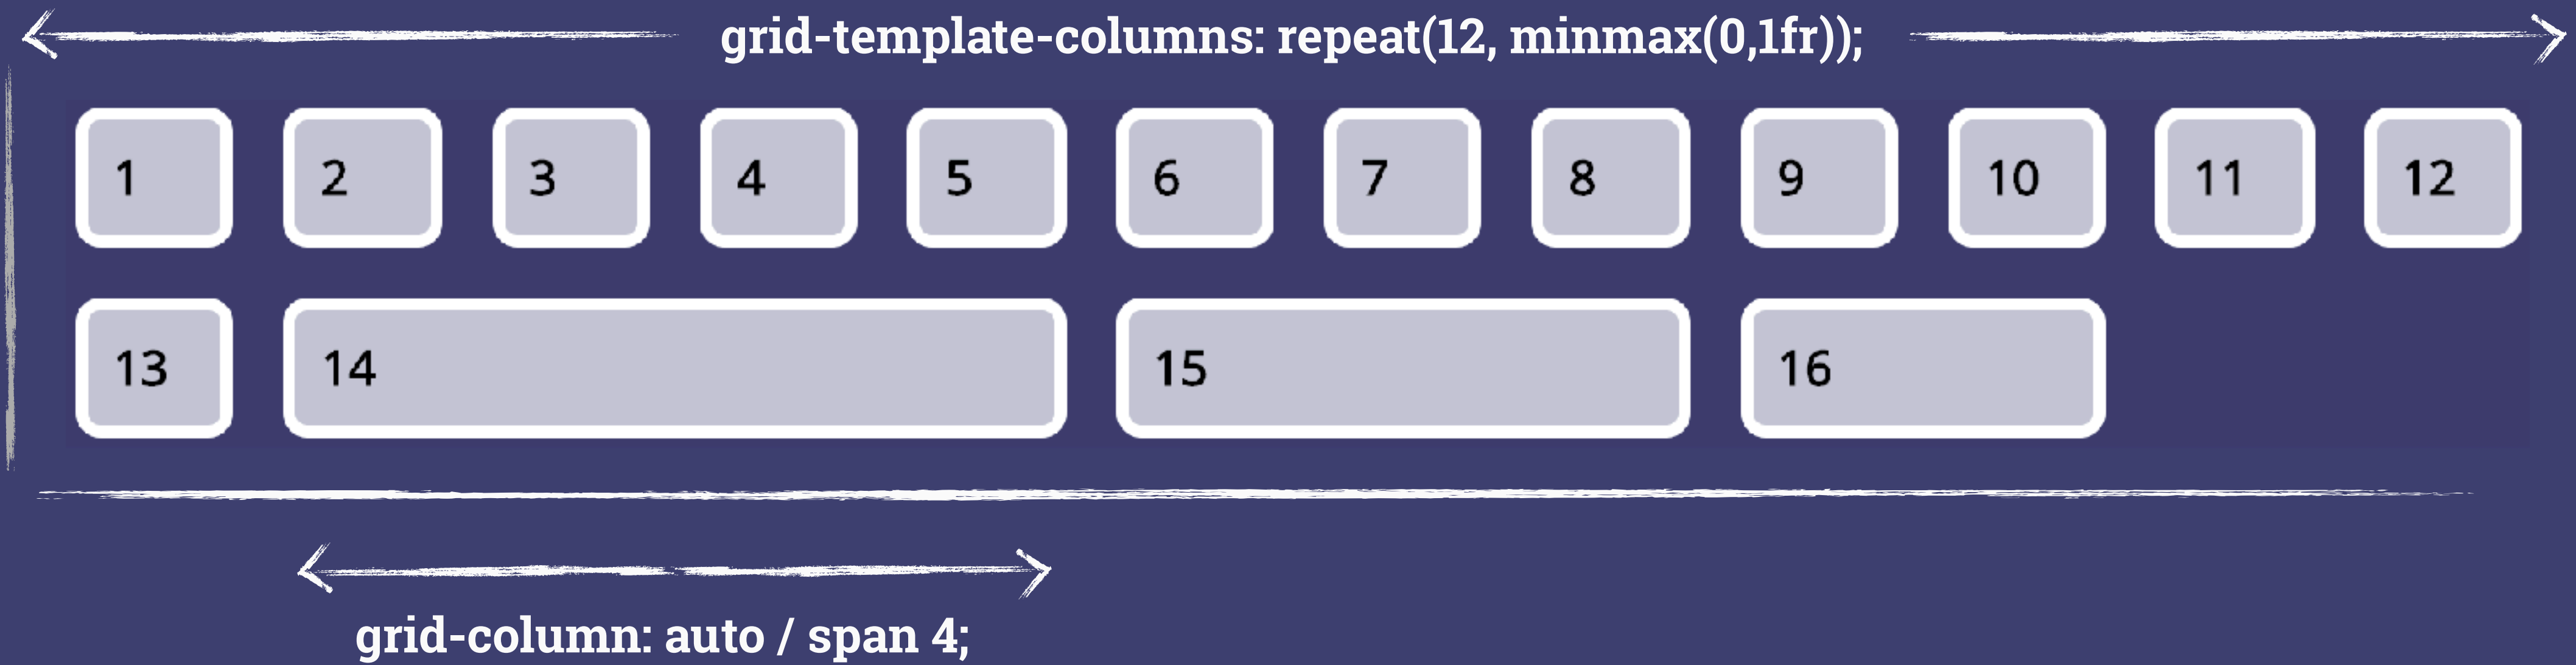 grid-template-columns: repeat(12, minmax(0,1fr));
1 2 3 4 5 6 7 8 9 10 11 12
13 14 15 16
grid-column: auto / span 4;